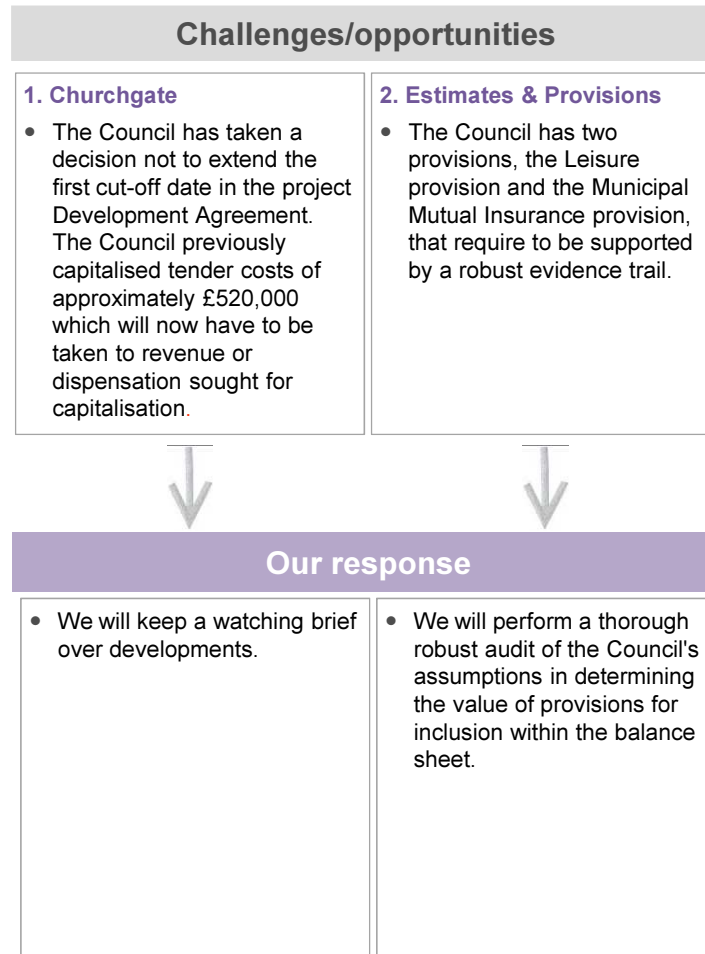 Challenges/opportunities
1. Churchgate
• The Council has taken a
decision not to extend the
first cut-off date in the project
Development Agreement.
The Council previously
capitalised tender costs of
approximately £520,000
which will now have to be
taken to revenue or
dispensation sought for
capitalisation.
2. Estimates & Provisions
• The Council has two
provisions, the Leisure
provision and the Municipal
Mutual Insurance provision,
that require to be supported
by a robust evidence trail.
Our response
• We will keep a watching brief
over developments.
• We will perform a thorough
robust audit of the Council's
assumptions in determining
the value of provisions for
inclusion within the balance
sheet.